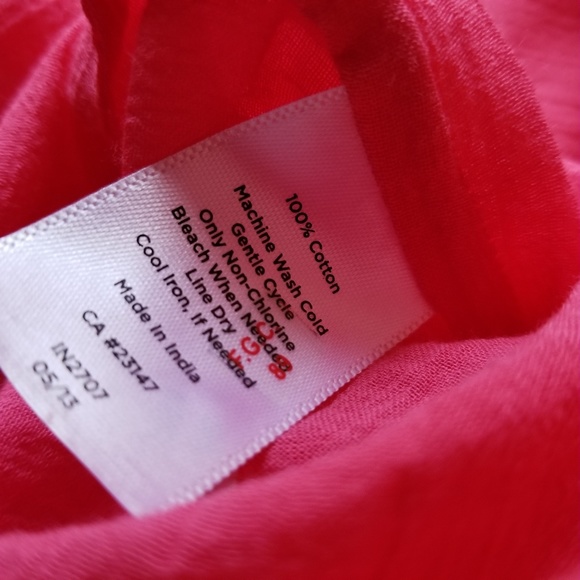 100% Cotton
Machine Wash Cold
Gentle Cycle
Only Non-Chlorine
Bleach When Needed
Line Dry
Cool Iron, If Needed
Made In India
CA #23147
IN2707
05/13